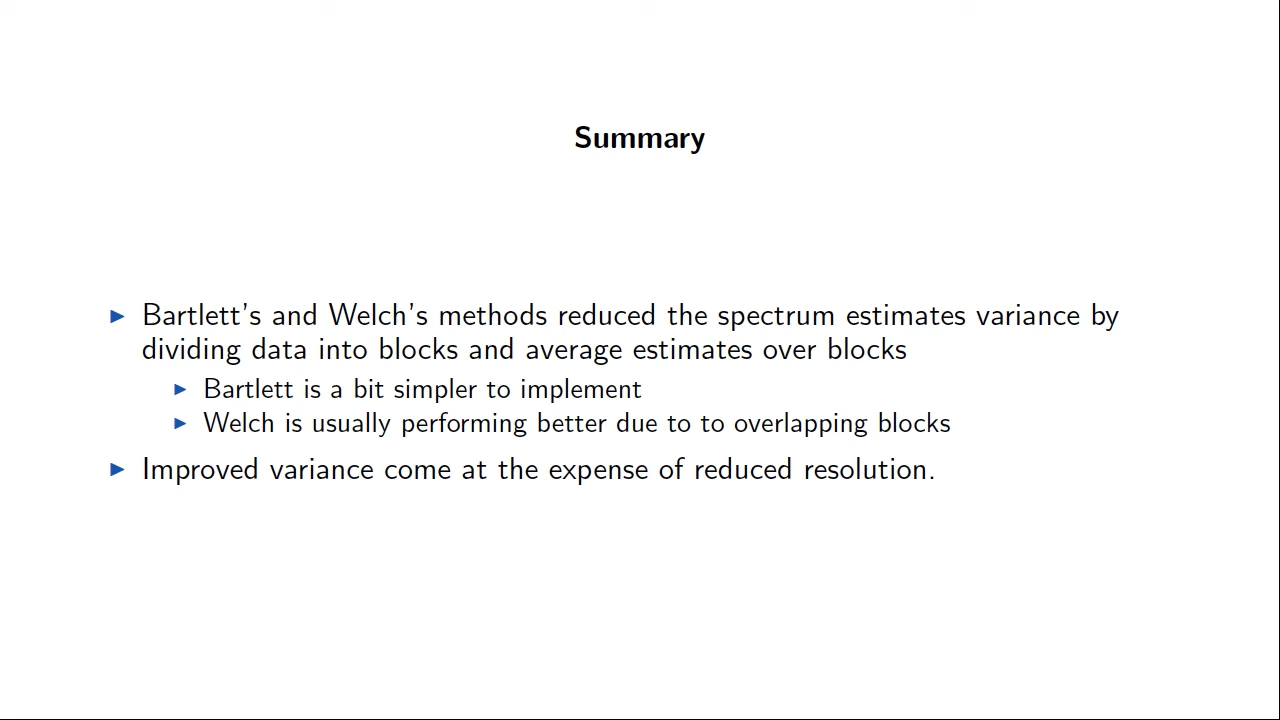 Summary
Bartlett's and Welch's methods reduced the spectrum estimates variance by
dividing data into blocks and average estimates over blocks
Bartlett is a bit simpler to implement
Welch is usually performing better due to to overlapping blocks
Improved variance come at the expense of reduced resolution.